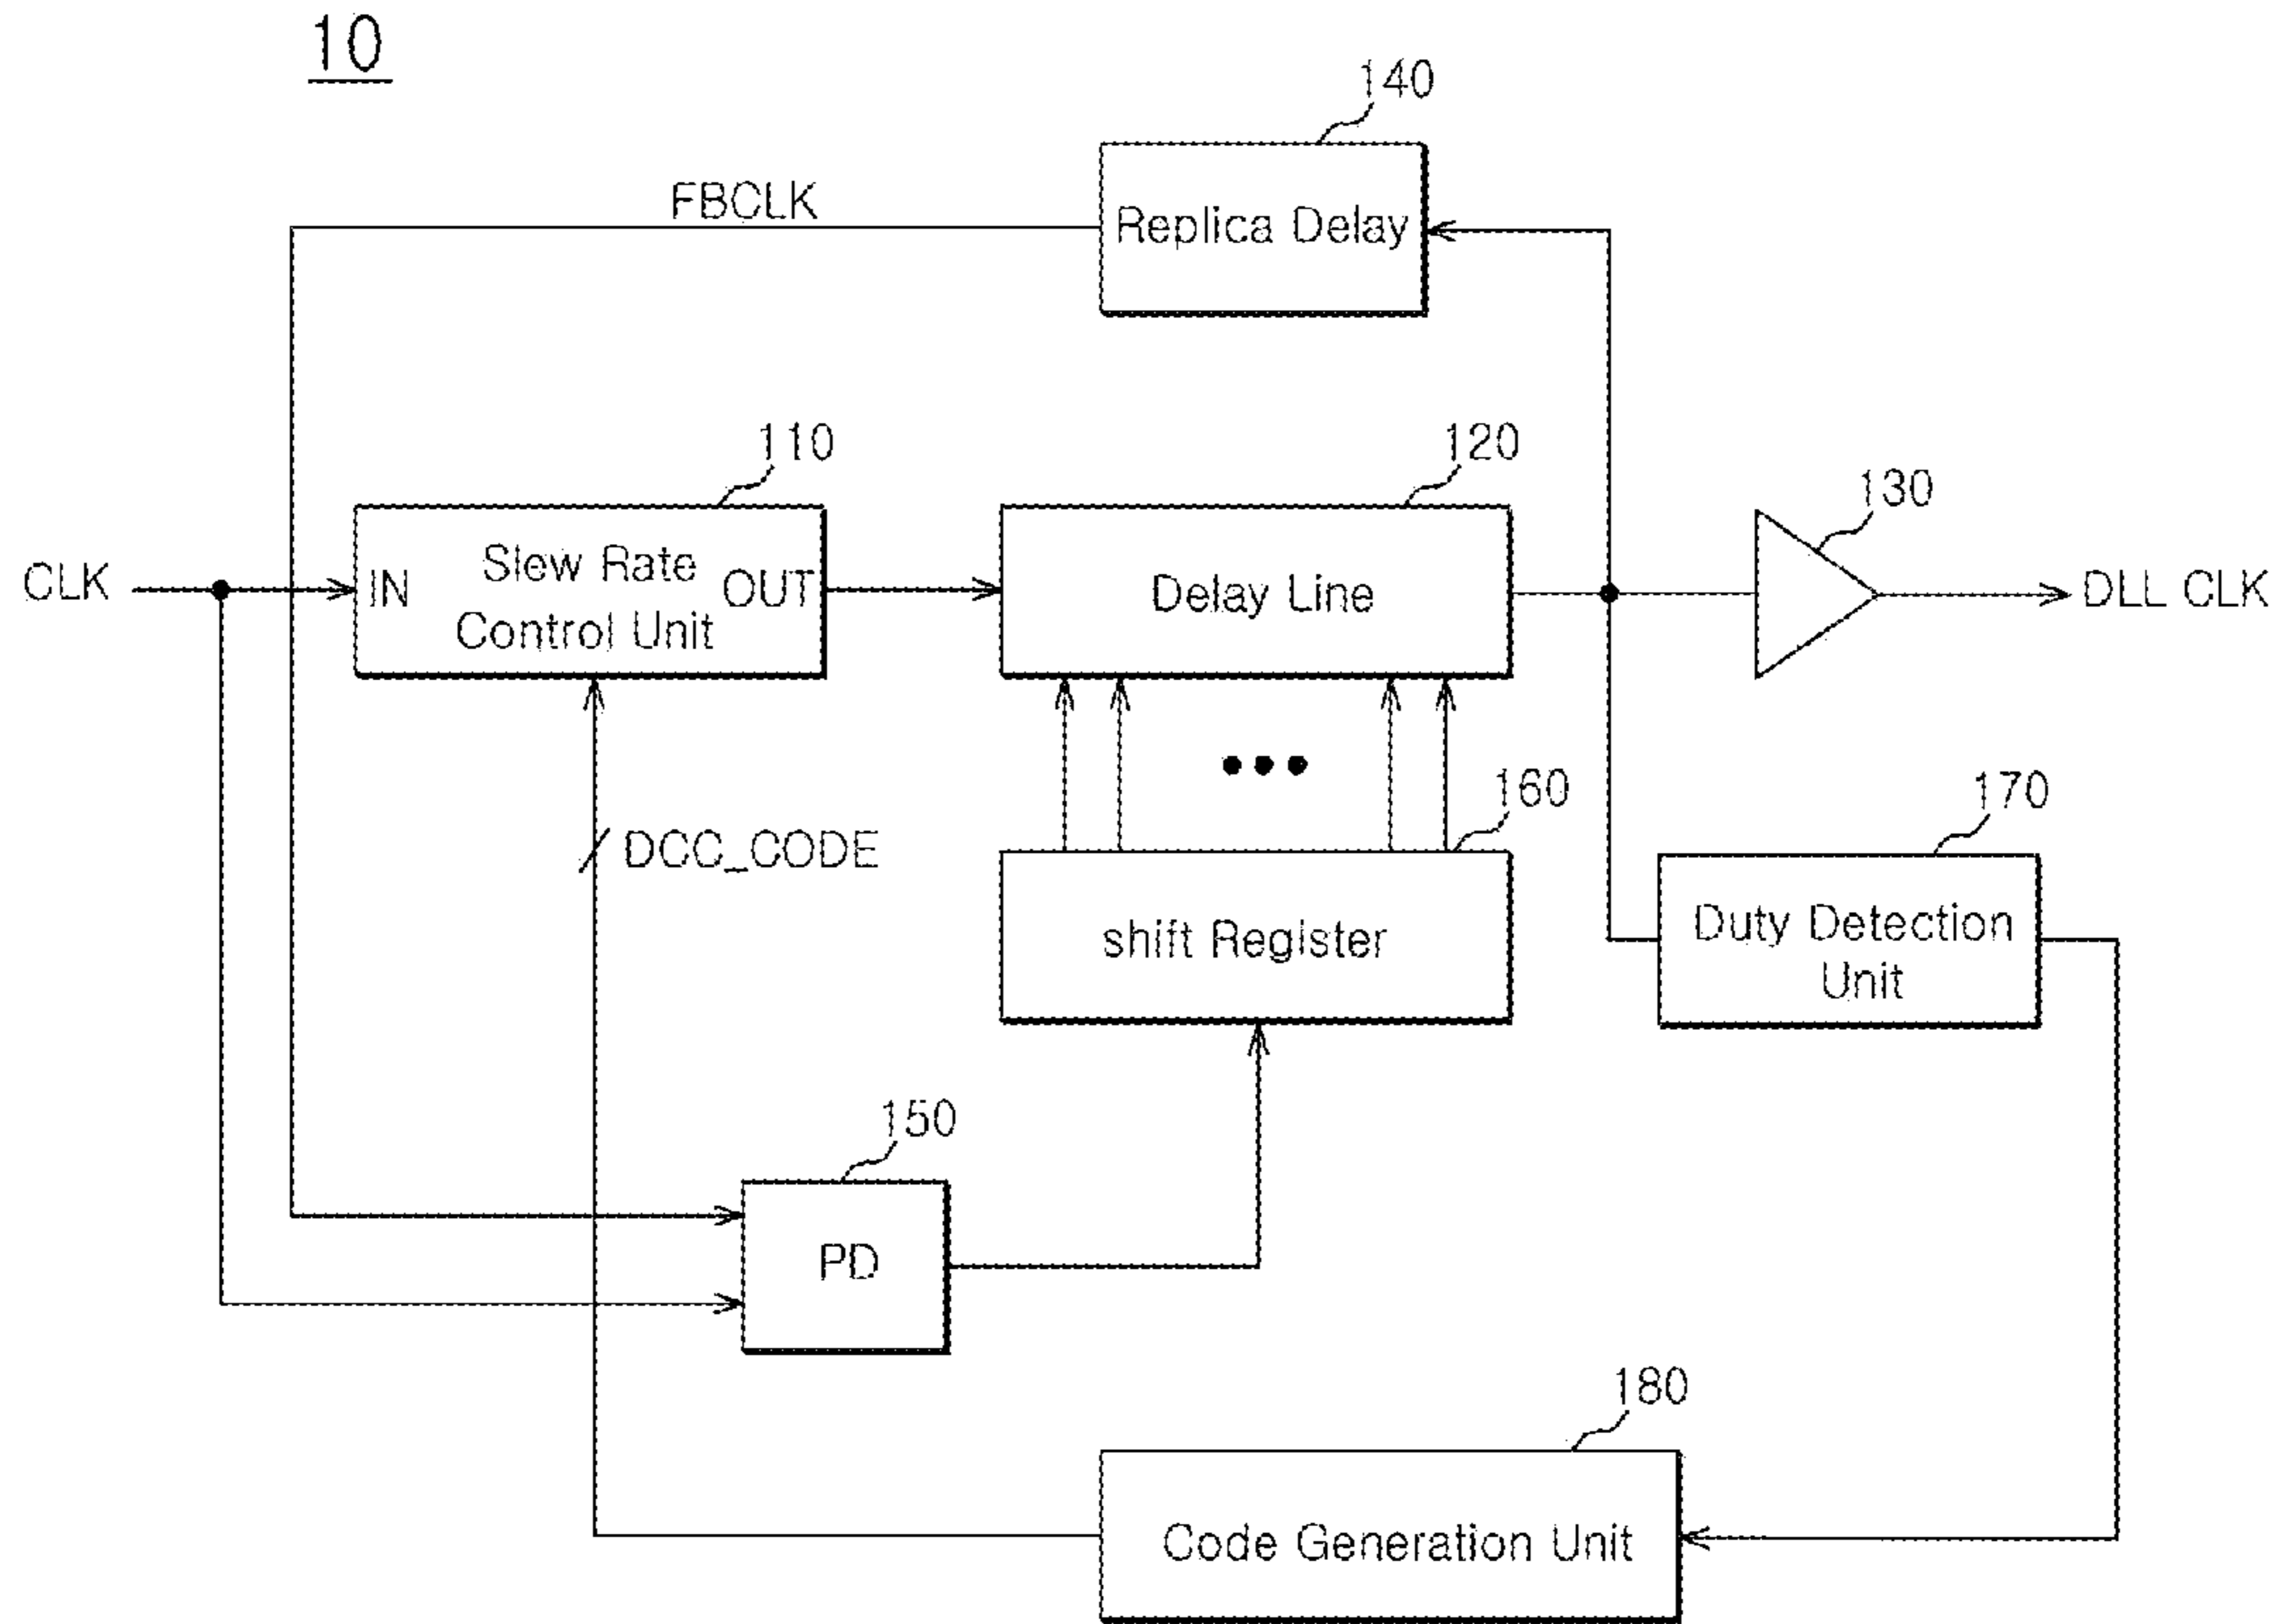 10
140
FBCLK
Replica Delay
110
120
130
CLK
IN
Slew Rate
Control Unit
OUT
Delay Line
DLL CLK
160
170
DCC_CODE
shift Register
Duty Detection
Unit
150
PD
180
Code Generation Unit